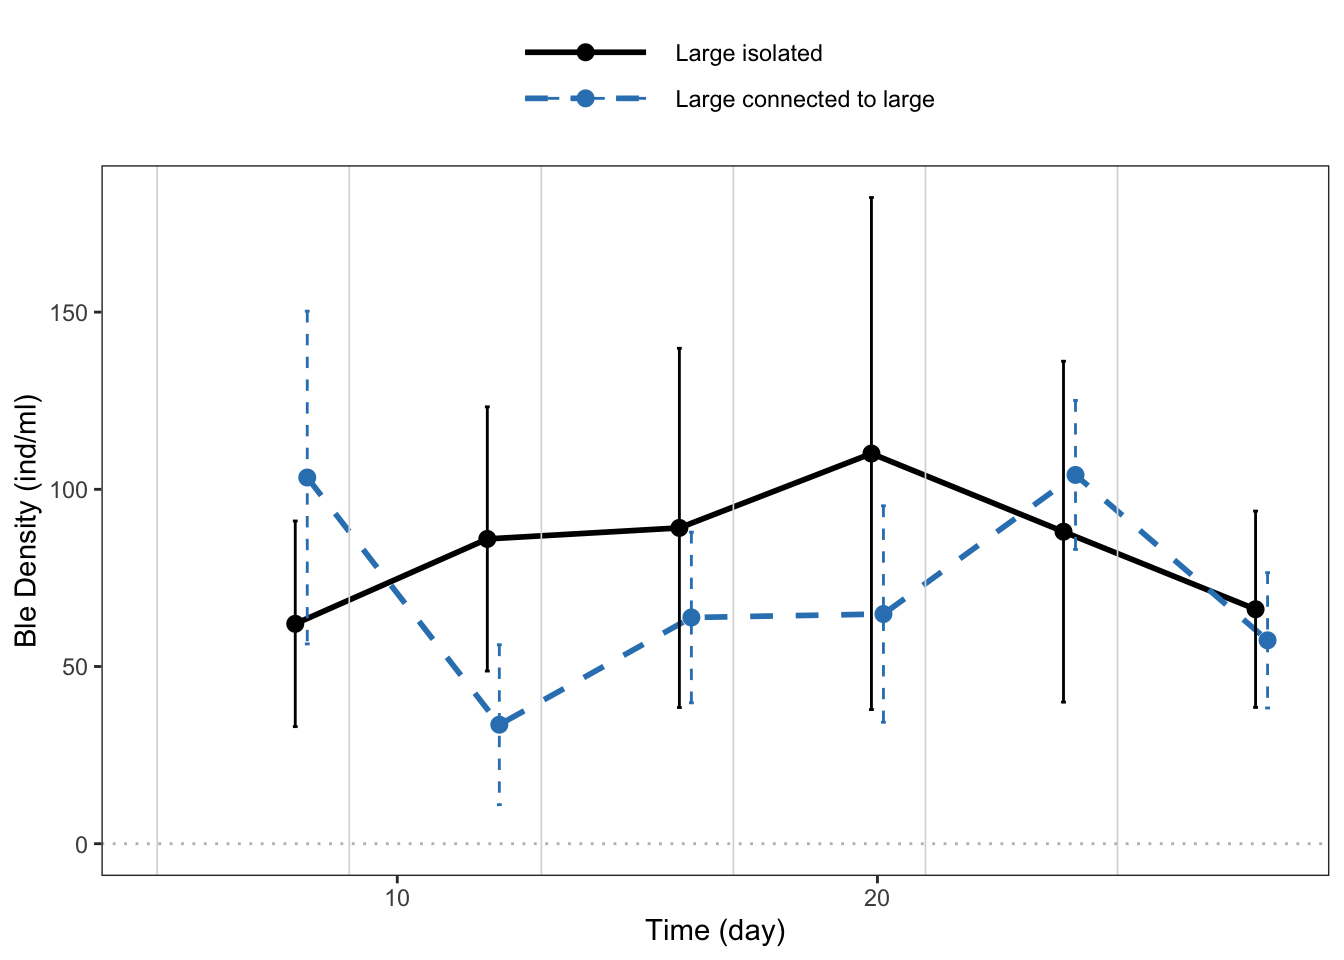 Large isolated
Large connected to large
150
100
50
0
10
20
Time (day)
Ble Density (ind/ml)